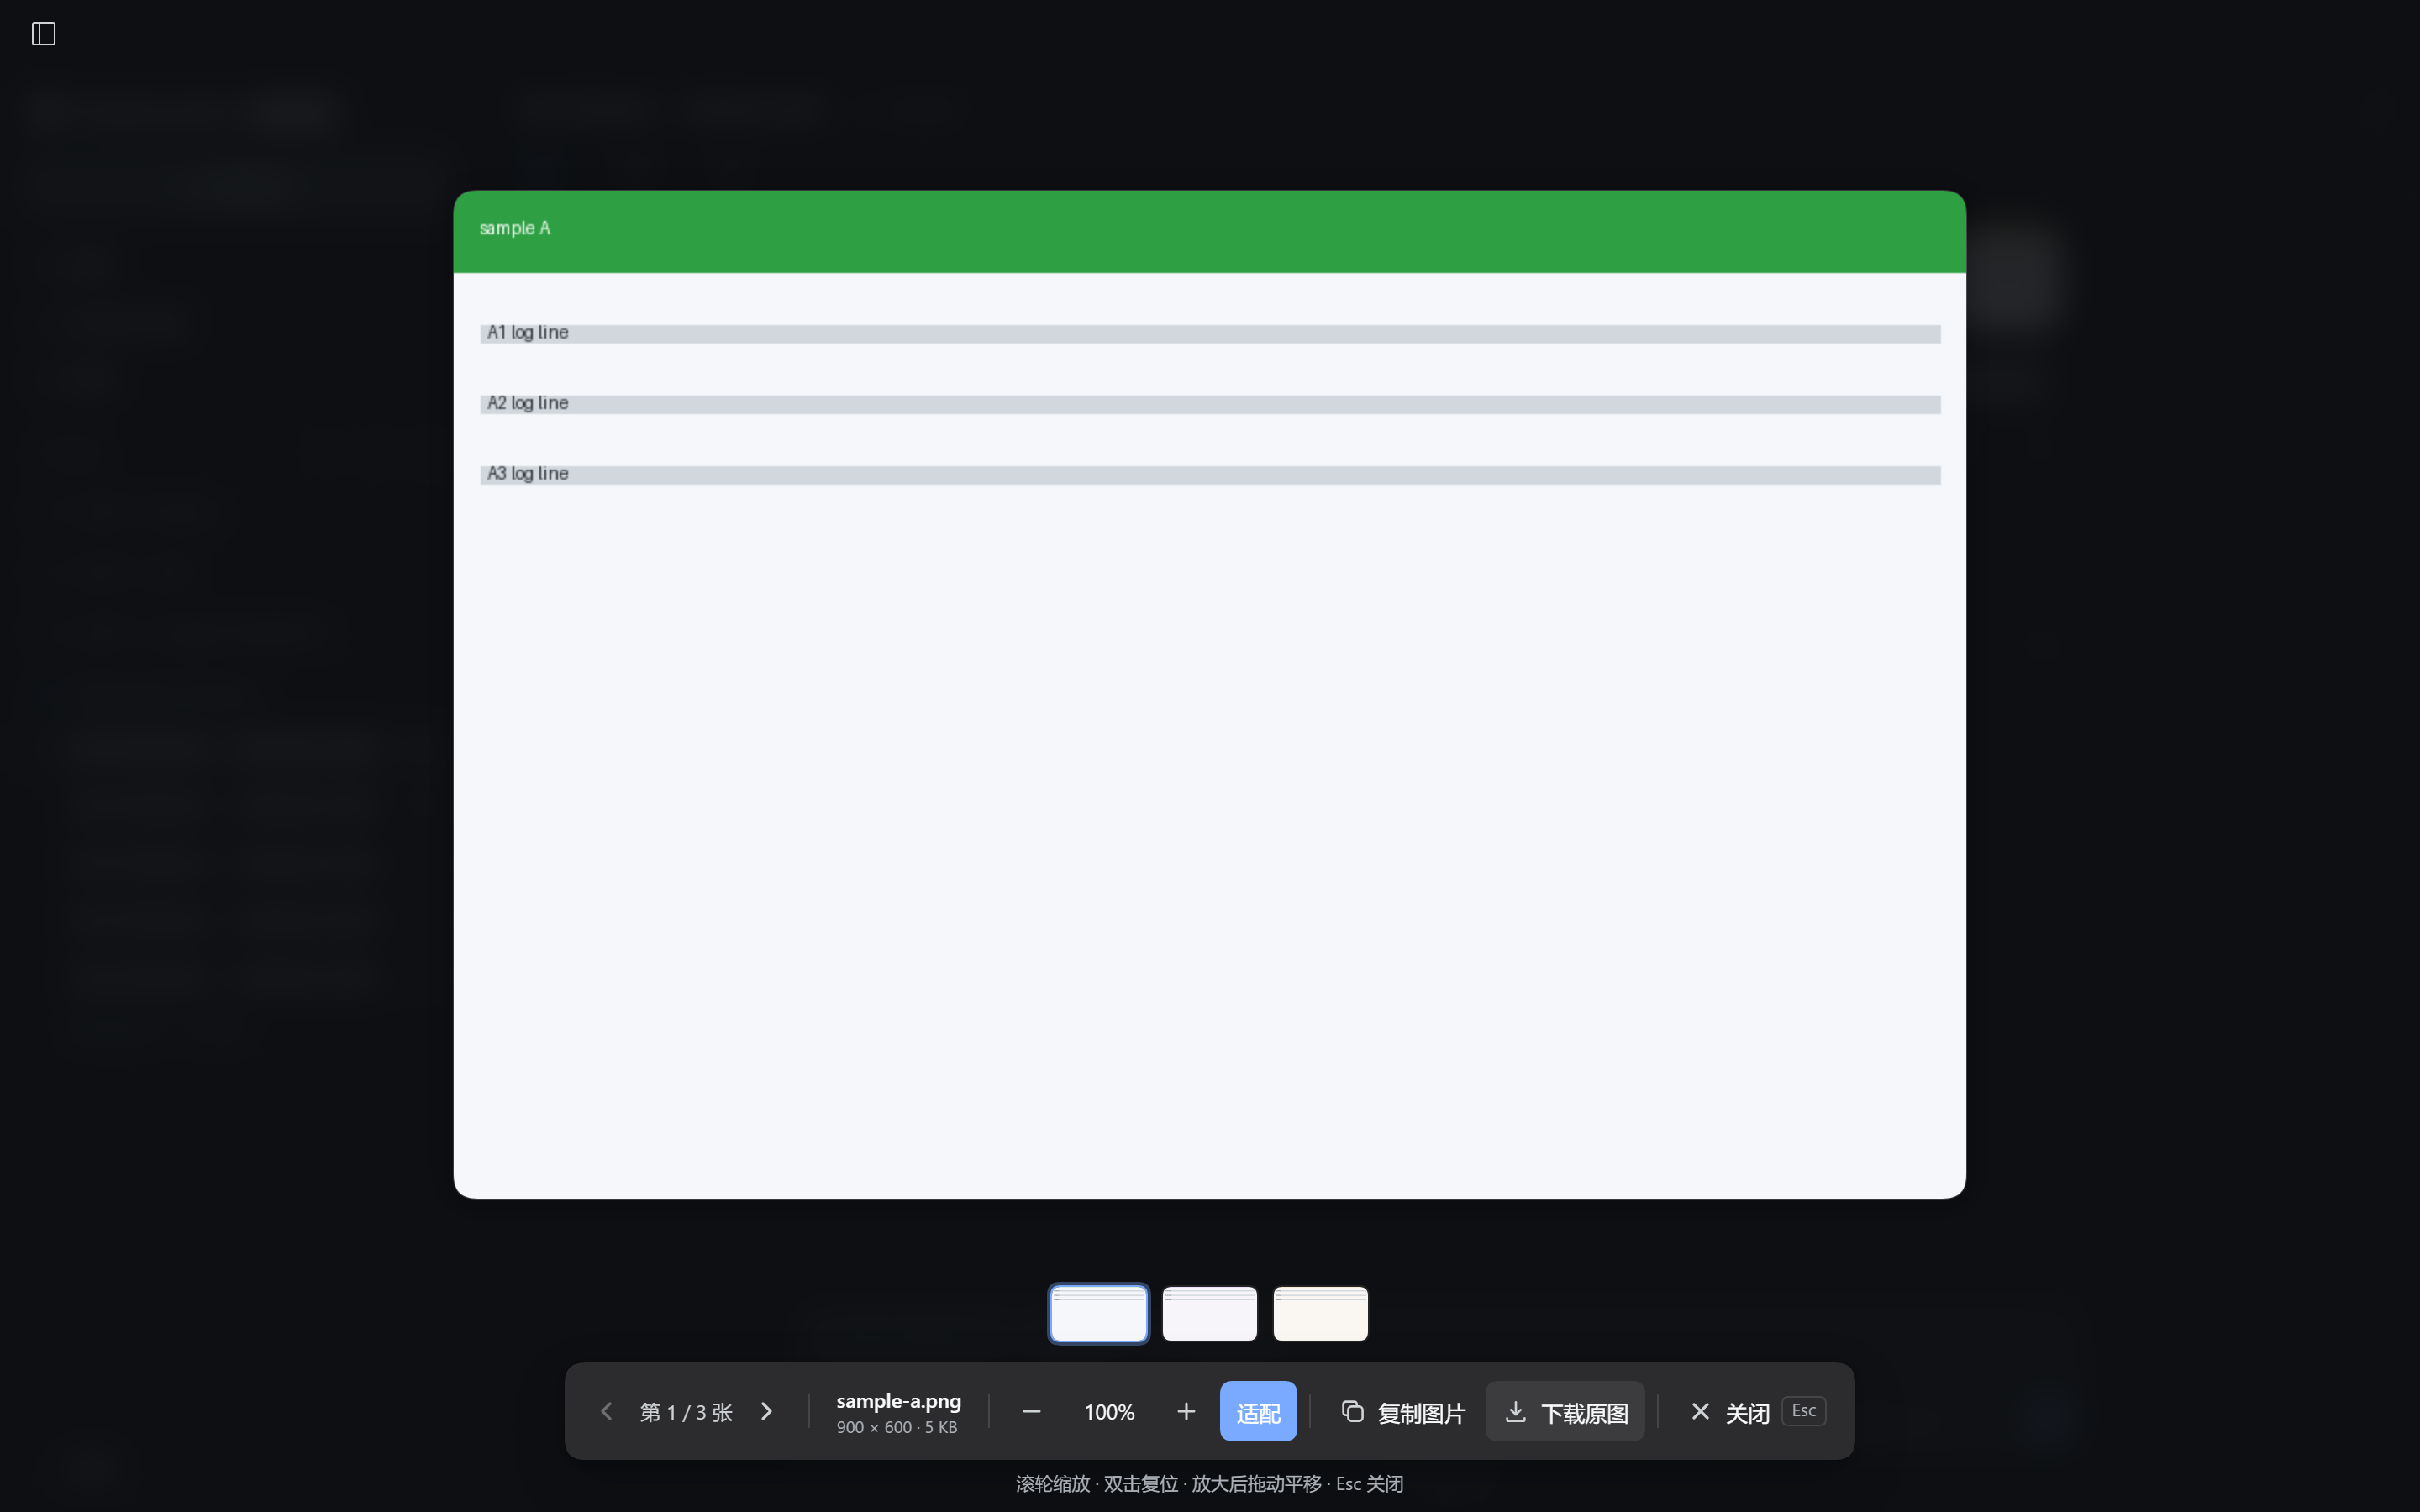 sample A
A1 log line
A2 log line
A3 log line
第 1 / 3 张
sample-a.png
900 × 600 · 5 KB
100%
适配
复制图片
下载原图
关闭 Esc
滚轮缩放 · 双击复位 · 放大后拖动平移 · Esc 关闭